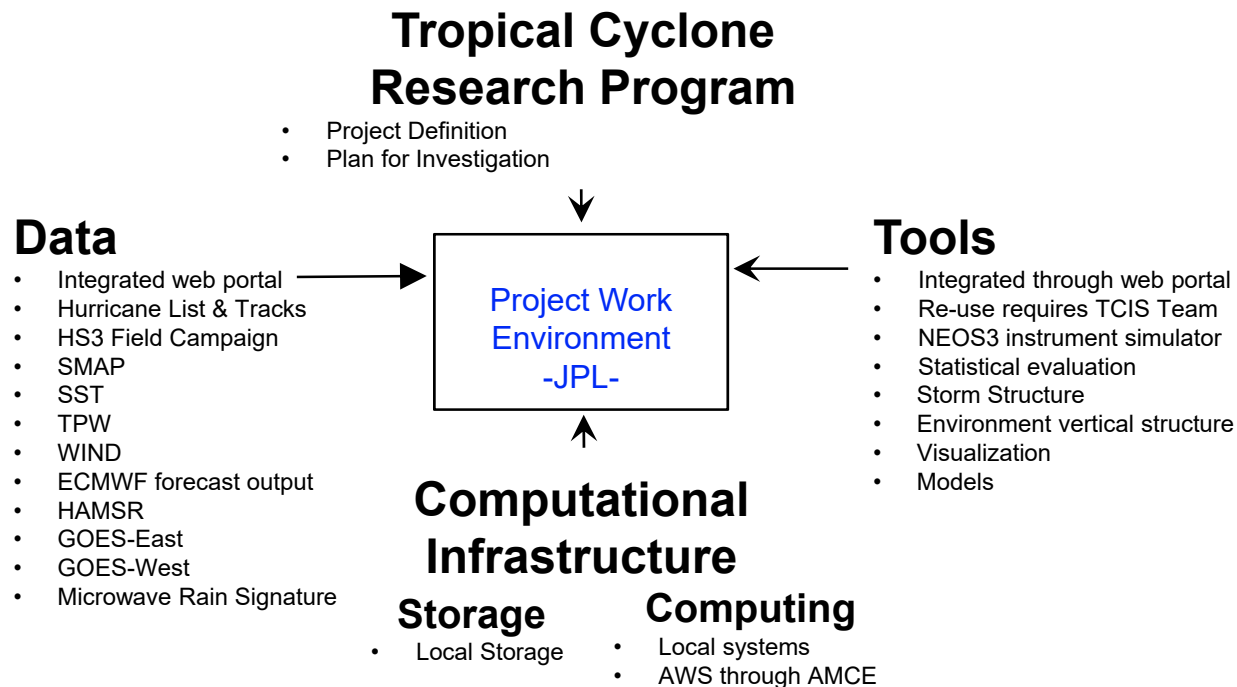 Tropical Cyclone
Research Program
• Project Definition
• Plan for Investigation
Data
• Integrated web portal
• Hurricane List & Tracks
• HS3 Field Campaign
• SMAP
• SST
• TPW
• WIND
• ECMWF forecast output
• HAMSR
• GOES-East
• GOES-West
• Microwave Rain Signature
Project Work
Environment
-JPL-
Tools
• Integrated through web portal
• Re-use requires TCIS Team
• NEOS3 instrument simulator
• Statistical evaluation
• Storm Structure
• Environment vertical structure
• Visualization
• Models
Computational
Infrastructure
Storage
• Local Storage
Computing
• Local systems
• AWS through AMCE